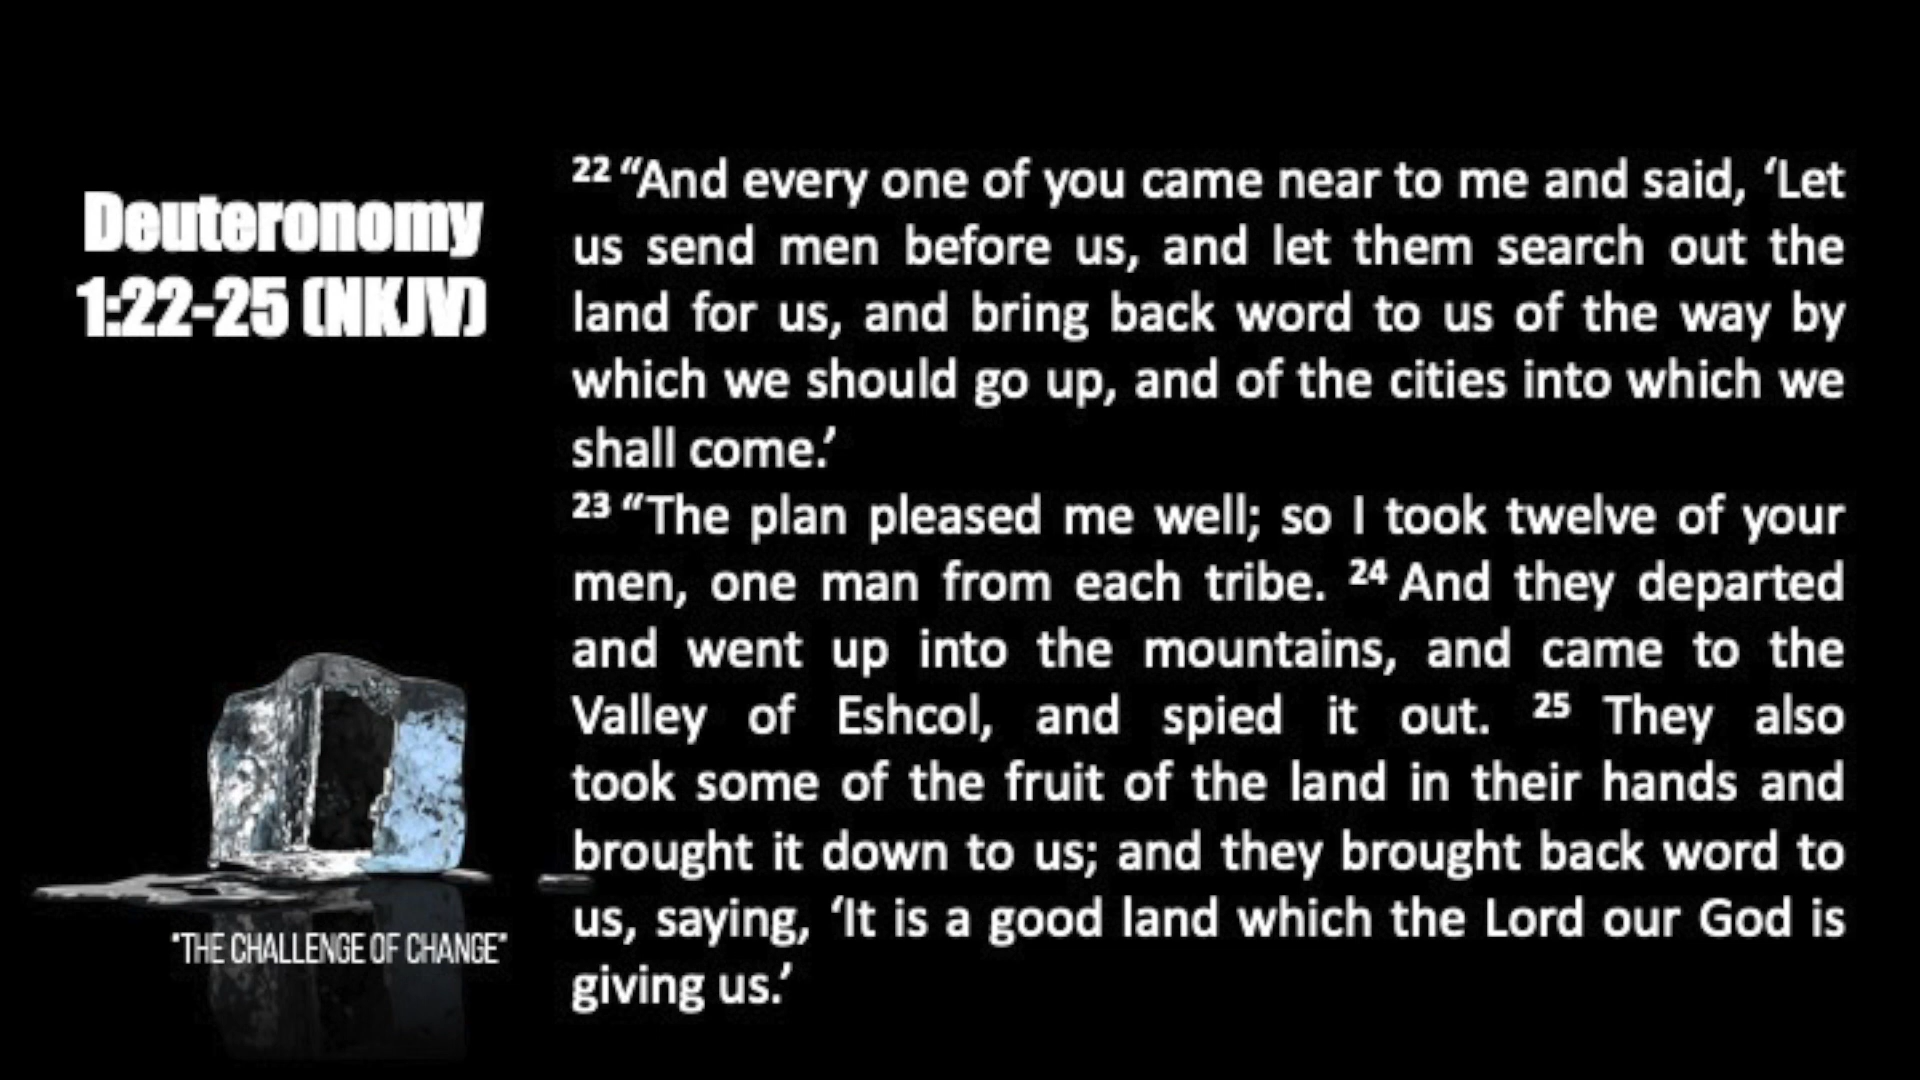 Deuteronomy
1:22-25 (NKJV)
22 “And every one of you came near to me and said, ‘Let
us send men before us, and let them search out the
land for us, and bring back word to us of the way by
which we should go up, and of the cities into which we
shall come.’
23 “The plan pleased me well; so I took twelve of your
men, one man from each tribe. 24 And they departed
and went up into the mountains, and came to the
Valley of Eshcol, and spied it out. 25 They also
took some of the fruit of the land in their hands and
brought it down to us; and they brought back word to
us, saying, ‘It is a good land which the Lord our God is
giving us.’
"THE CHALLENGE OF CHANGE"